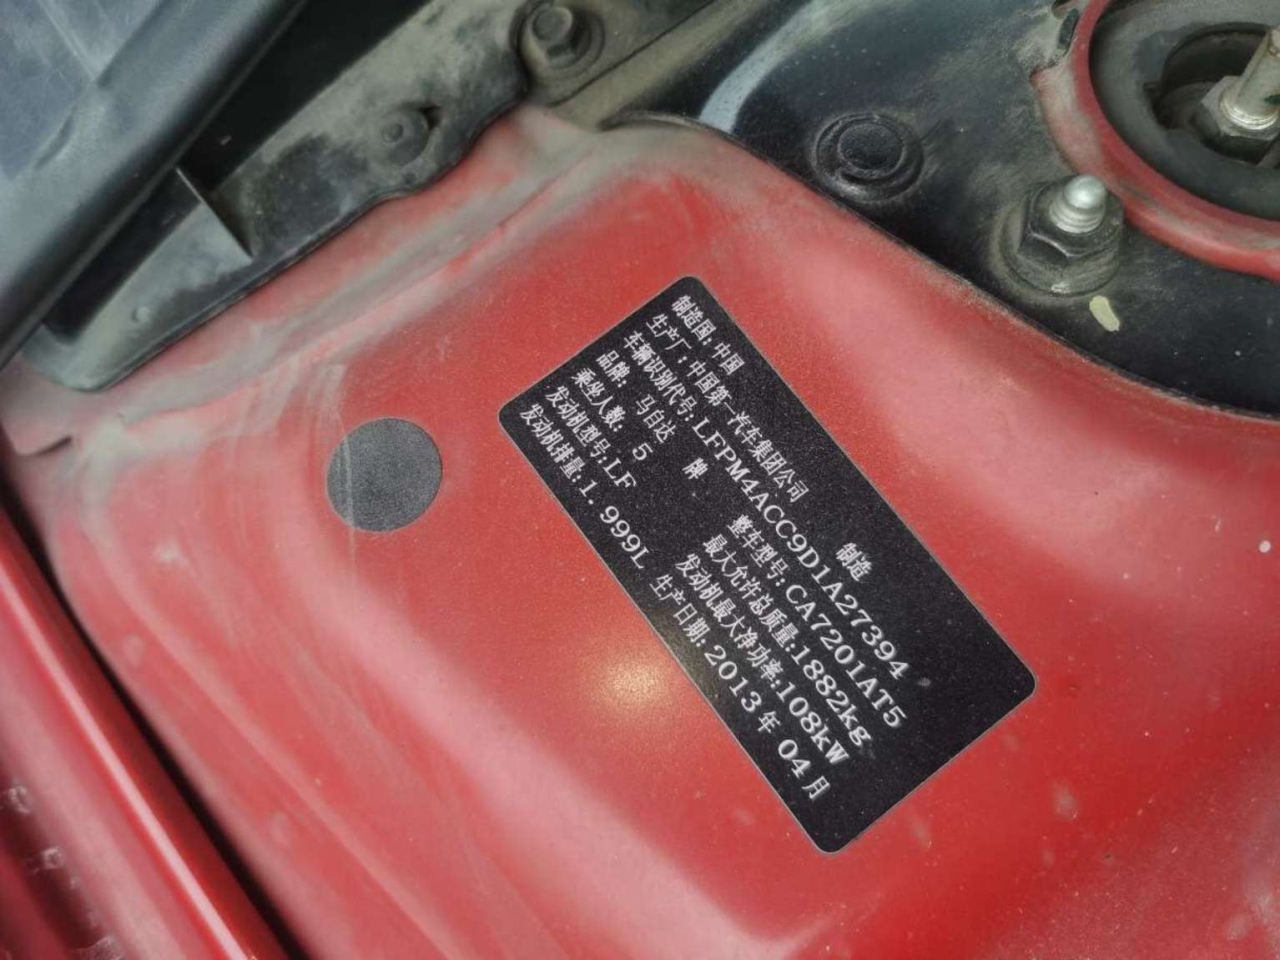 制造国:中国
生产厂:中国第一汽车集团公司 制造
车辆识别代号:LFPM4ACC9D1A27394
品牌: 马自达 牌 整车型号:CA7201AT5
乘坐人数: 5 最大允许总质量:1882kg
发动机型号:LF 发动机最大净功率:108kW
发动机排量:1.999L 生产日期:2013年 04月